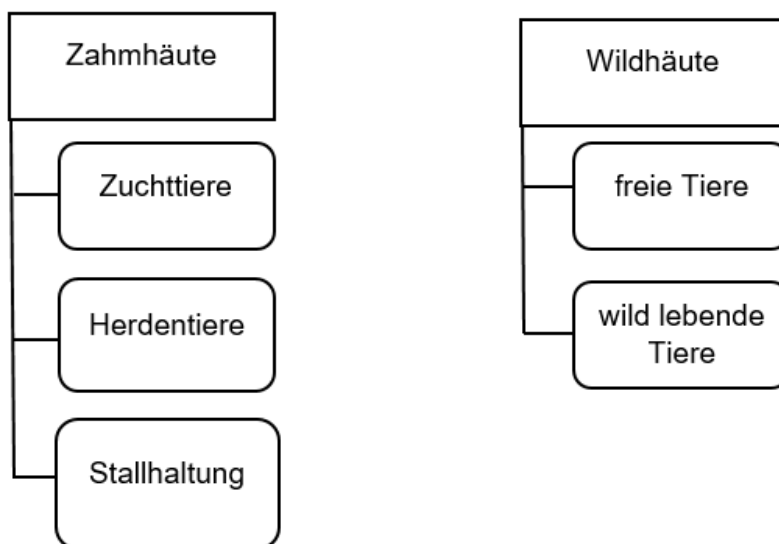 Zahmhäute
Zuchttiere
Herdentiere
Stallhaltung
Wildhäute
freie Tiere
wild lebende
Tiere